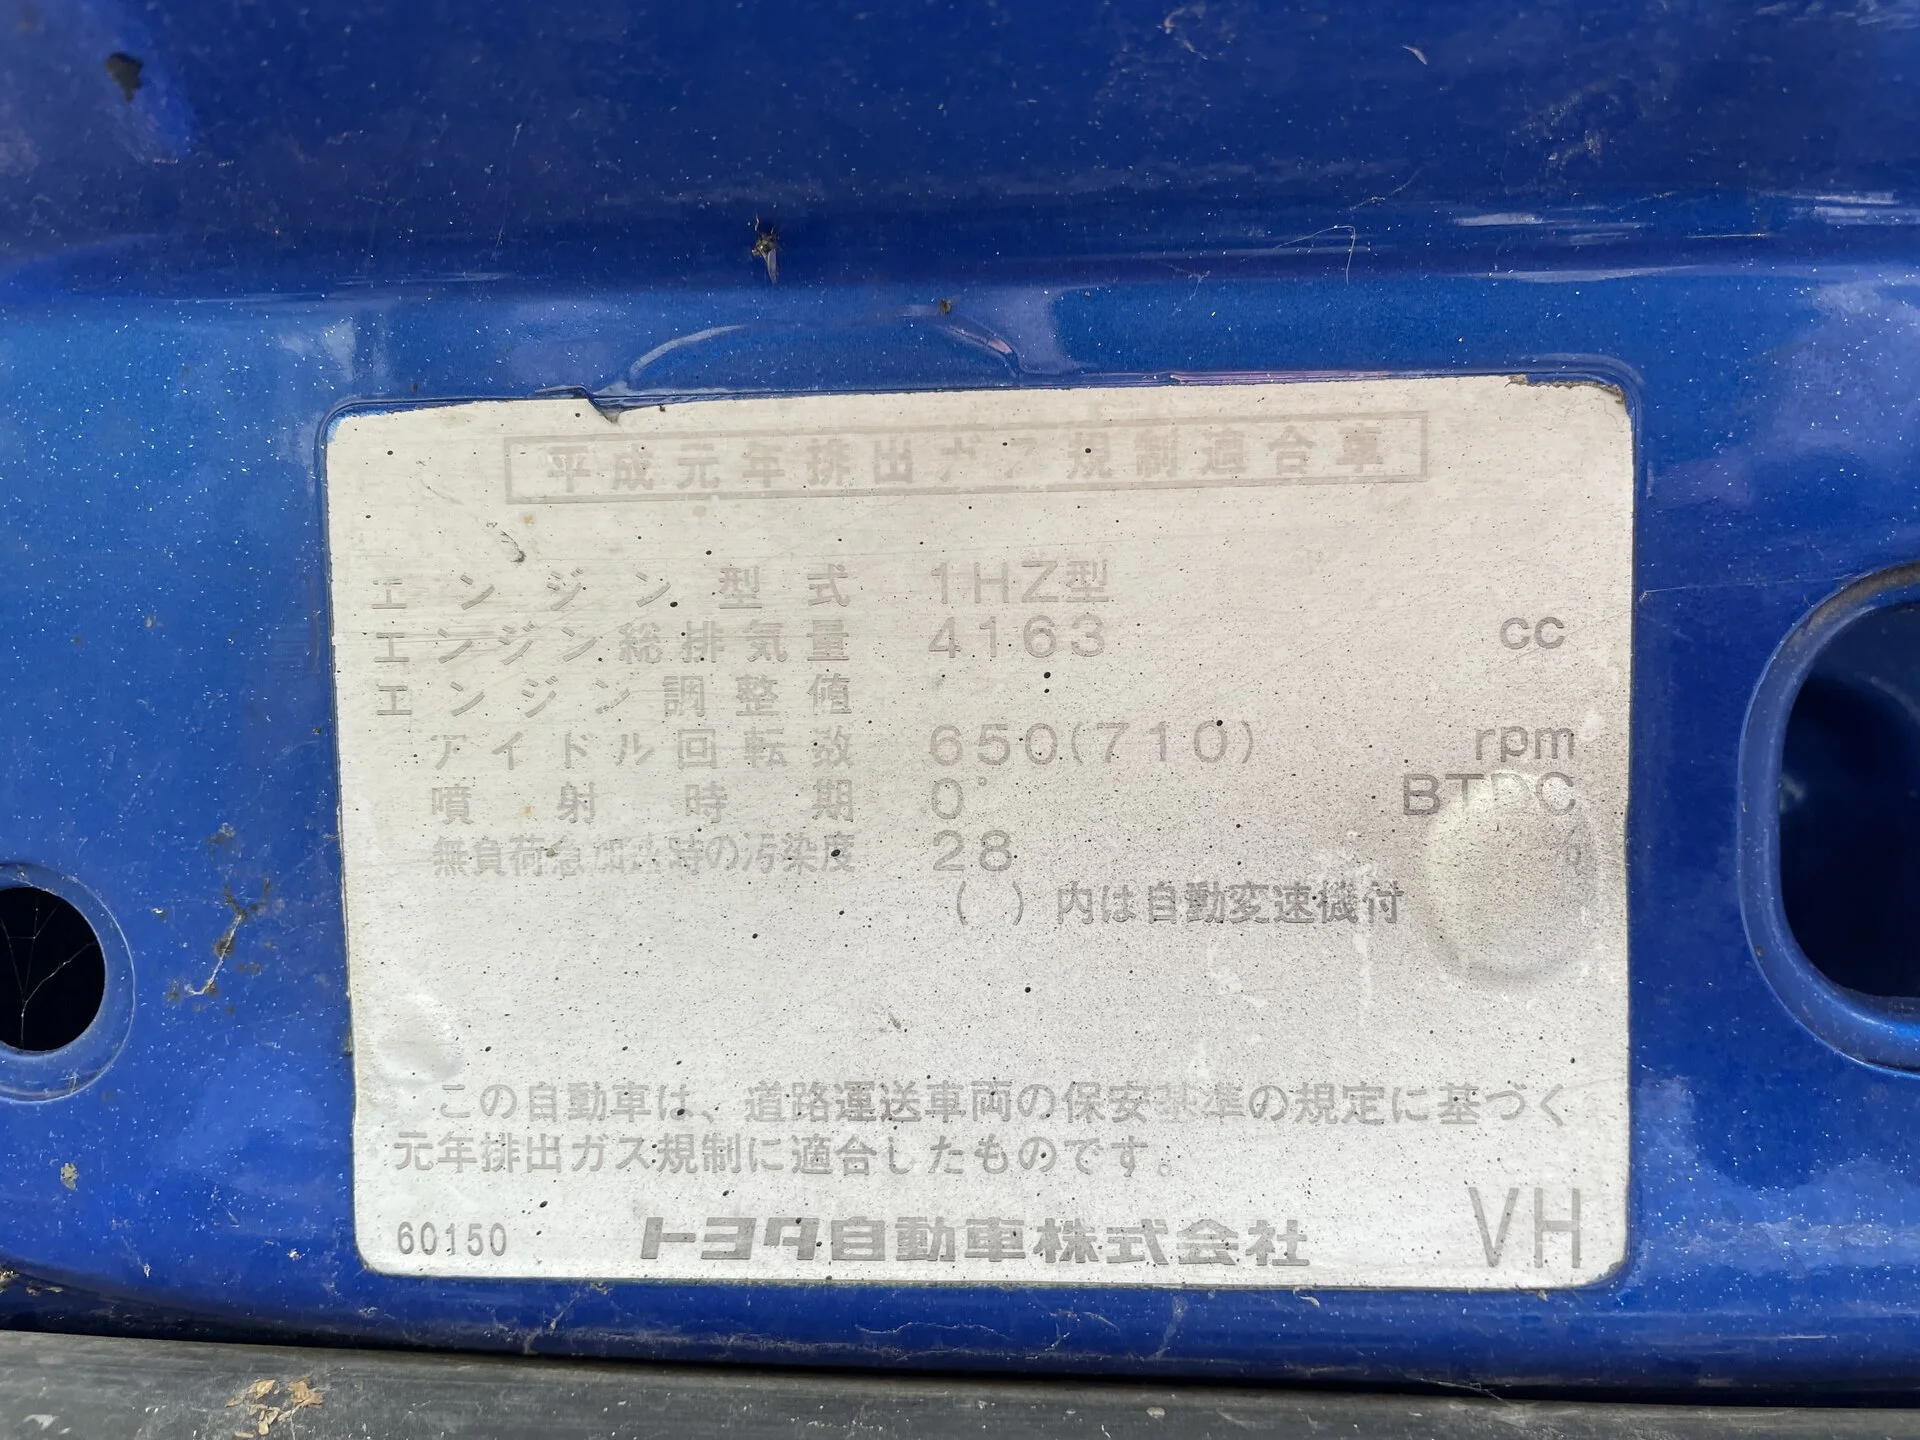 平成元年排出ガス規制適合車
エンジン型式 1HZ型
エンジン総排気量 4163 cc
エンジン調整値
アイドル回転数 650(710) rpm
噴射時期 0° BTDC
無負荷急加速時の汚染度 28 %
( )内は自動変速機付
この自動車は、道路運送車両の保安基準の規定に基づく
元年排出ガス規制に適合したものです。
60150 トヨタ自動車株式会社 VH